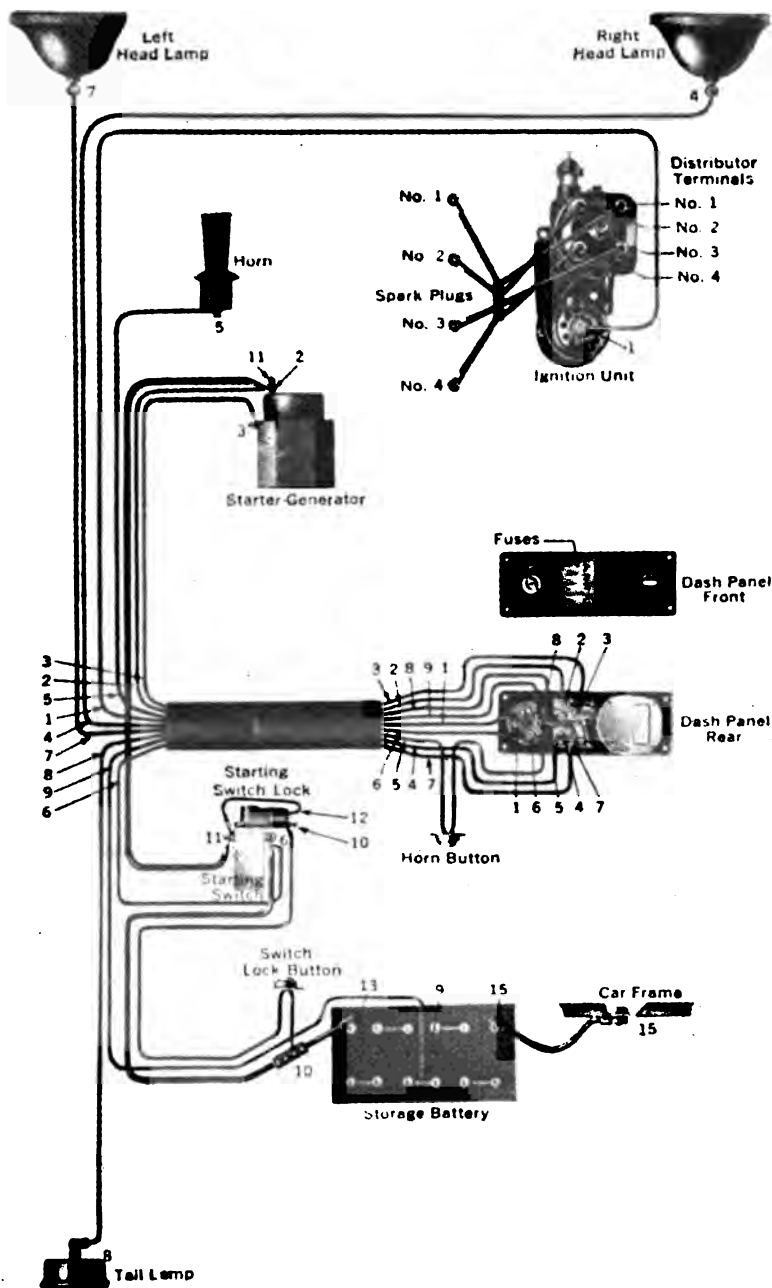 Left
Head Lamp
7
Right
Head Lamp
4
Distributor
Terminals
No. 1
No. 2
No. 3
No. 4
No. 1
No 2
Spark Plugs
No. 3
No. 4
1
Ignition Unit
Horn
5
11 2
3
Starter-Generator
Fuses
Dash Panel
Front
3
2
5
1
4
7
8
9
6
3 2 8 9 1
6 5 4 7
8 2 3
Dash Panel
Rear
1 6 5 4 7
Horn Button
Starting
Switch Lock
12
10
11 6
Starting
Switch
Switch
Lock Button
10
13 9 15
Storage Battery
Car Frame
15
8
Tail Lamp